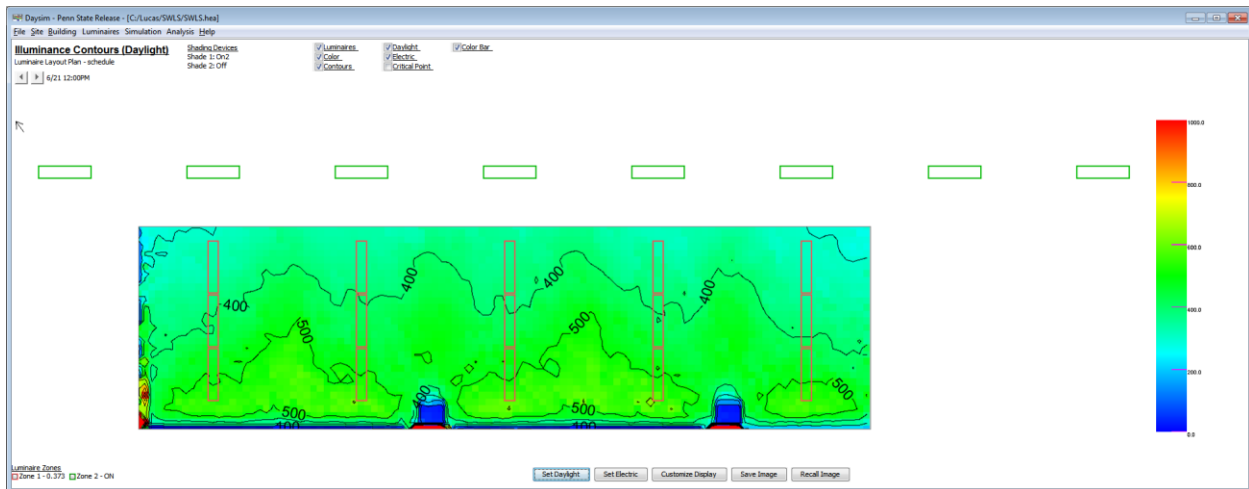 Daysim - Penn State Release - [C:/Lucas/SWLS/SWLS.hea]
File Site Building Luminaires Simulation Analysis Help
Illuminance Contours (Daylight)
Luminaire Layout Plan - schedule
6/21 12:00PM
Shading Devices
Shade 1: On2
Shade 2: Off
Luminaires
Color
Contours
Daylight
Electric
Critical Point
Color Bar
1000.0
800.0
600.0
400.0
200.0
0.0
400
400
400
400
500
500
500
400
400
500
500
400
400
Luminaire Zones
Zone 1 - 0.373 Zone 2 - ON
Set Daylight Set Electric Customize Display Save Image Recall Image